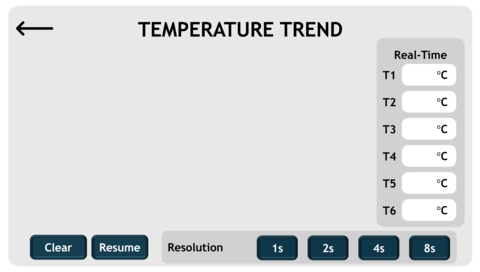 TEMPERATURE TREND
Real-Time
T1 °C
T2 °C
T3 °C
T4 °C
T5 °C
T6 °C
Clear Resume Resolution 1s 2s 4s 8s